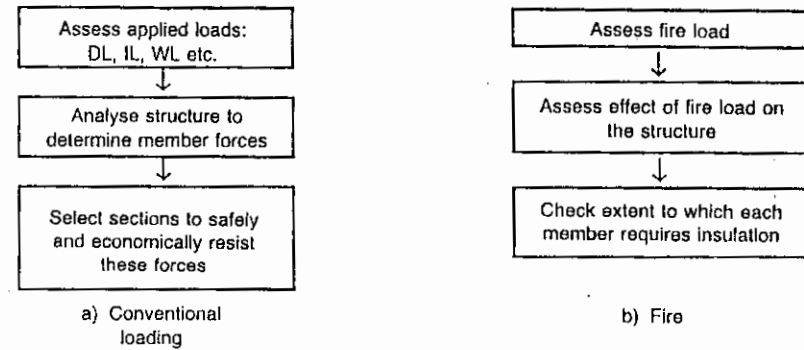 Assess applied loads:
DL, IL, WL etc.
Analyse structure to
determine member forces
Select sections to safely
and economically resist
these forces
a) Conventional
loading
Assess fire load
Assess effect of fire load on
the structure
Check extent to which each
member requires insulation
b) Fire